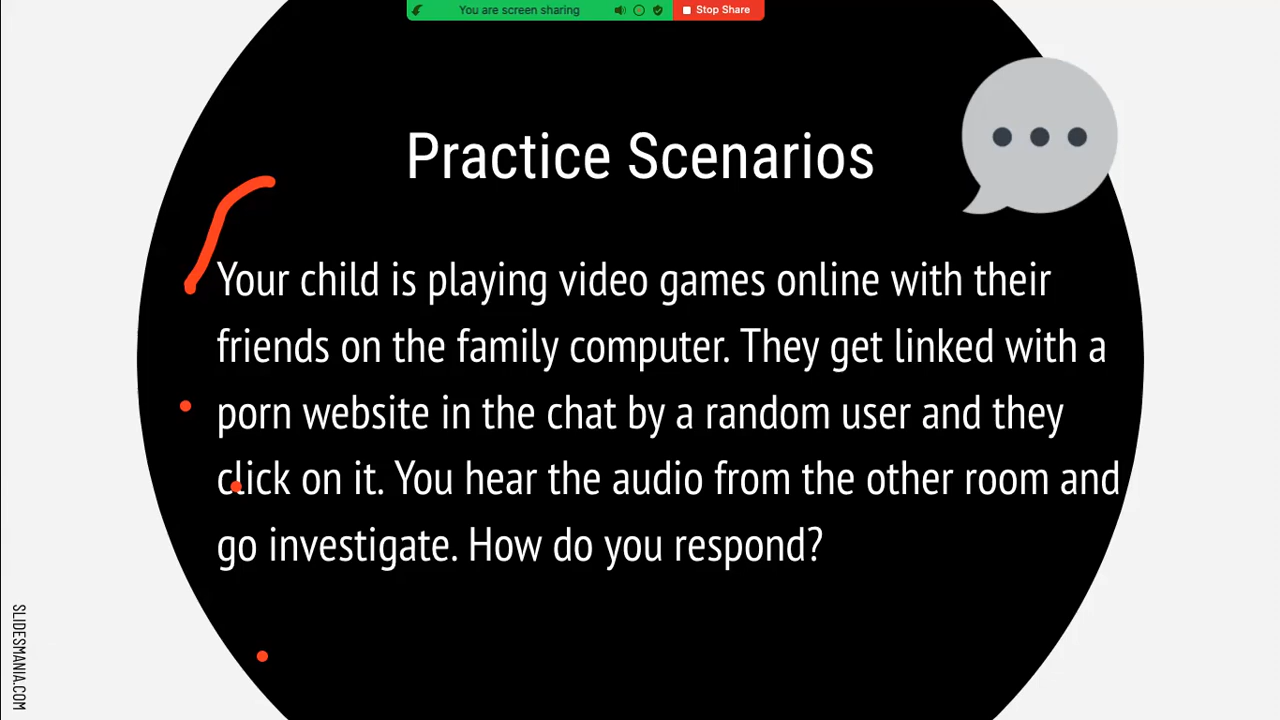 You are screen sharing Stop Share
Practice Scenarios
Your child is playing video games online with their
friends on the family computer. They get linked with a
porn website in the chat by a random user and they
click on it. You hear the audio from the other room and
go investigate. How do you respond?
SLIDESMANIA.COM